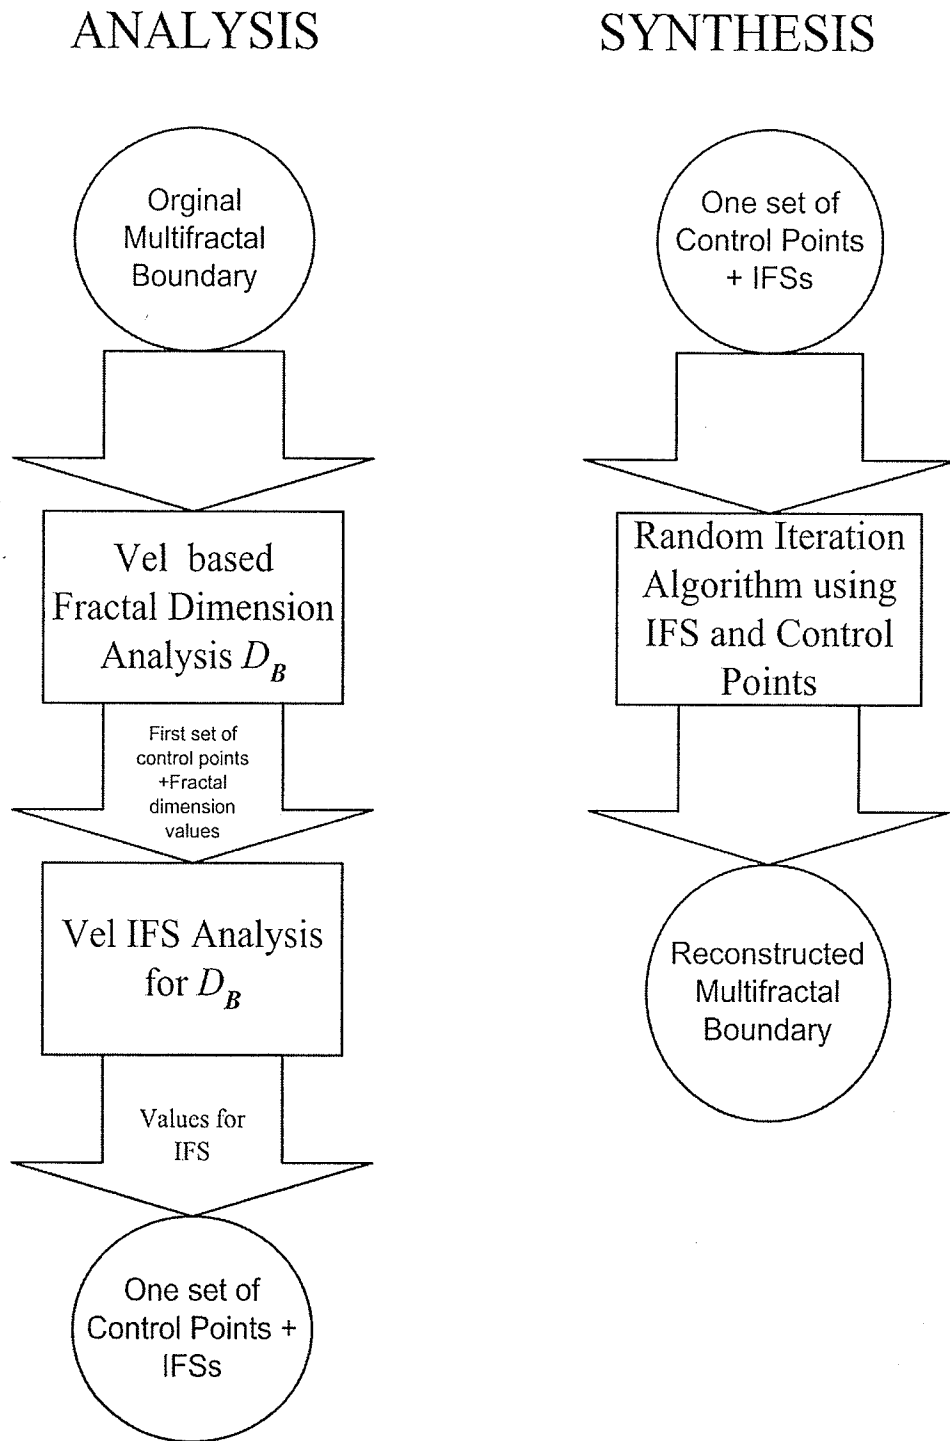 ANALYSIS
Orginal
Multifractal
Boundary
Vel based
Fractal Dimension
Analysis D_B
First set of
control points
+Fractal
dimension
values
Vel IFS Analysis
for D_B
Values for
IFS
One set of
Control Points +
IFSs
SYNTHESIS
One set of
Control Points
+ IFSs
Random Iteration
Algorithm using
IFS and Control
Points
Reconstructed
Multifractal
Boundary